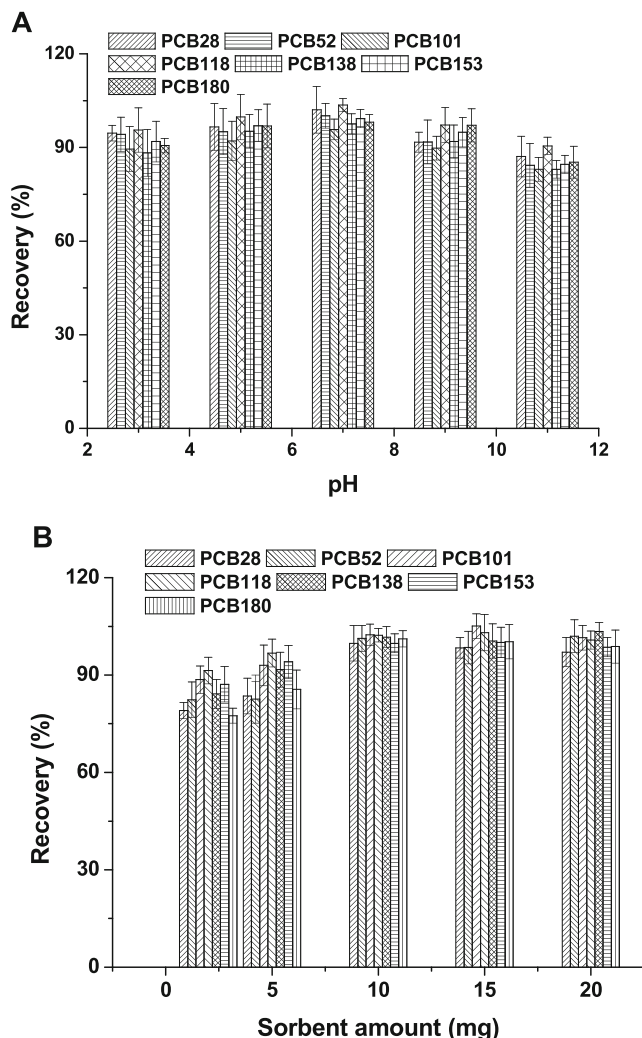 A
PCB28 PCB52 PCB101
PCB118 PCB138 PCB153
PCB180
120
90
60
30
0
Recovery (%)
2 4 6 8 10 12
pH
B
PCB28 PCB52 PCB101
PCB118 PCB138 PCB153
PCB180
120
90
60
30
0
Recovery (%)
0 5 10 15 20
Sorbent amount (mg)